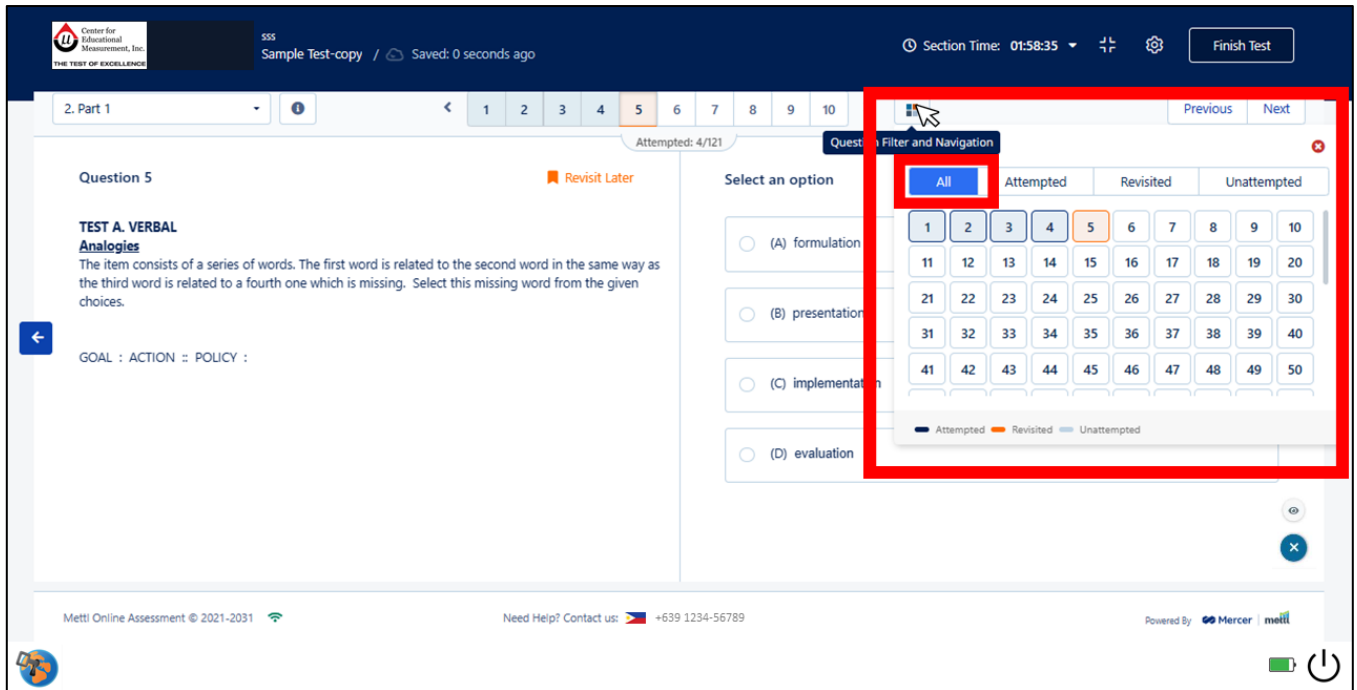 Center for
Educational
Measurement, Inc.
THE TEST OF EXCELLENCE
sss
Sample Test-copy / Saved: 0 seconds ago
Section Time: 01:58:35
Finish Test
2. Part 1
1 2 3 4 5 6 7 8 9 10
Previous Next
Attempted: 4/121
Question Filter and Navigation
Question 5
Revisit Later
TEST A. VERBAL
Analogies
The item consists of a series of words. The first word is related to the second word in the same way as
the third word is related to a fourth one which is missing. Select this missing word from the given
choices.
GOAL : ACTION :: POLICY :
Select an option
(A) formulation
(B) presentation
(C) implementation
(D) evaluation
All Attempted Revisited Unattempted
1 2 3 4 5 6 7 8 9 10
11 12 13 14 15 16 17 18 19 20
21 22 23 24 25 26 27 28 29 30
31 32 33 34 35 36 37 38 39 40
41 42 43 44 45 46 47 48 49 50
Attempted Revisited Unattempted
Mettl Online Assessment © 2021-2031
Need Help? Contact us: +639 1234-56789
Powered By Mercer | mettl